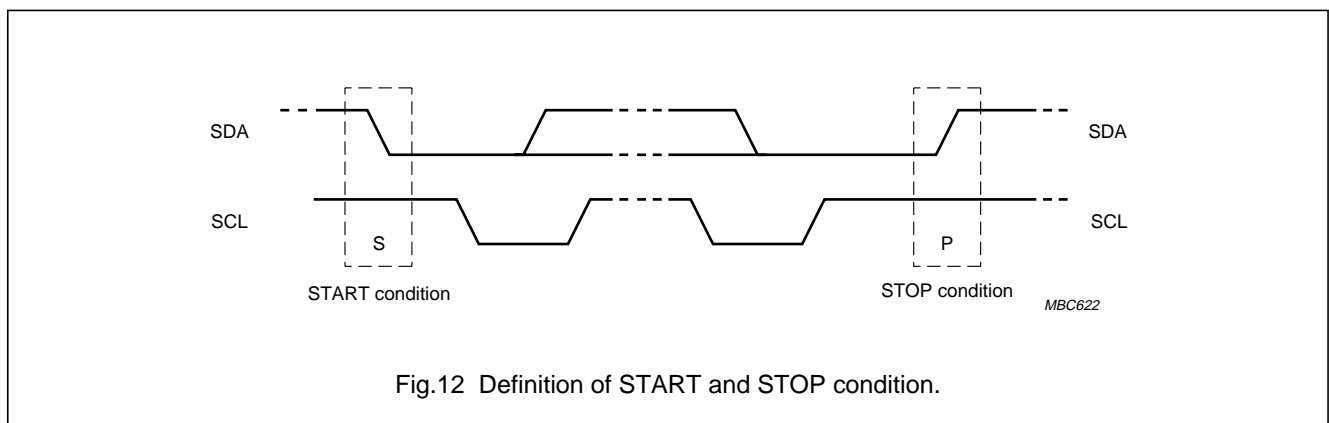 SDA SDA
SCL SCL
S P
START condition STOP condition
MBC622
Fig.12 Definition of START and STOP condition.